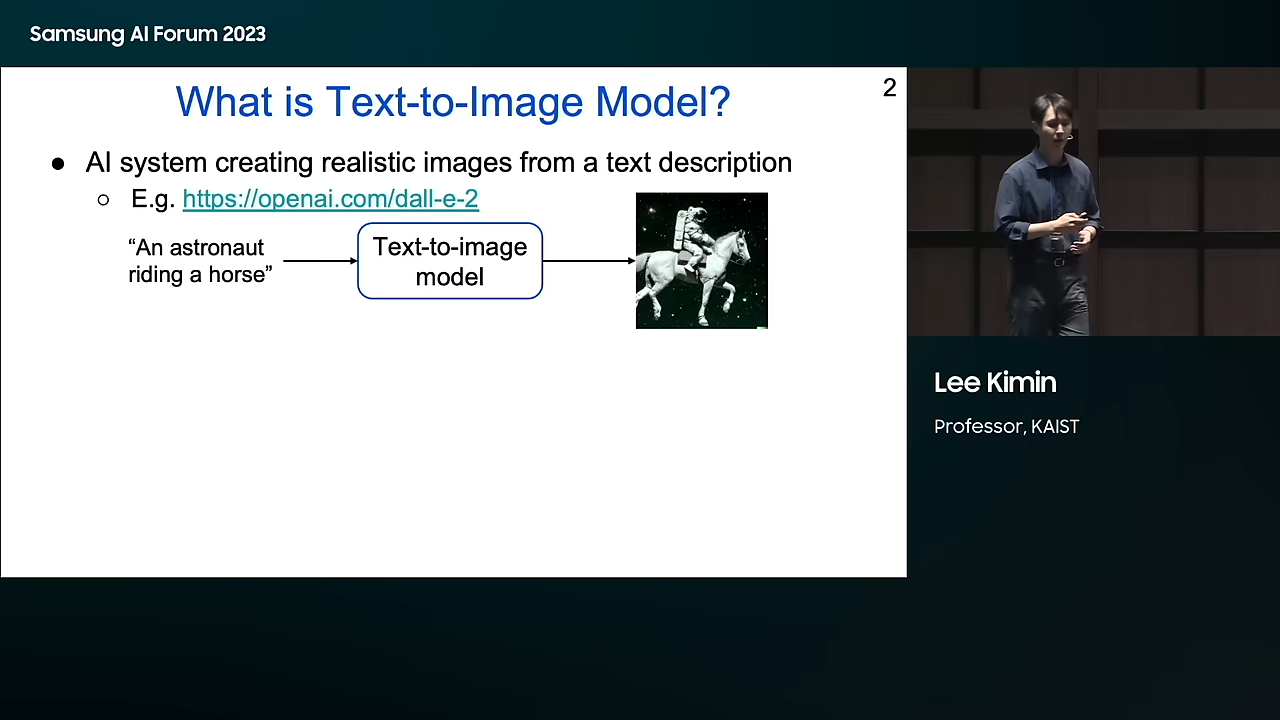 Samsung AI Forum 2023
What is Text-to-Image Model?
2
● AI system creating realistic images from a text description
○ E.g. https://openai.com/dall-e-2
“An astronaut
riding a horse”
Text-to-image
model
Lee Kimin
Professor, KAIST